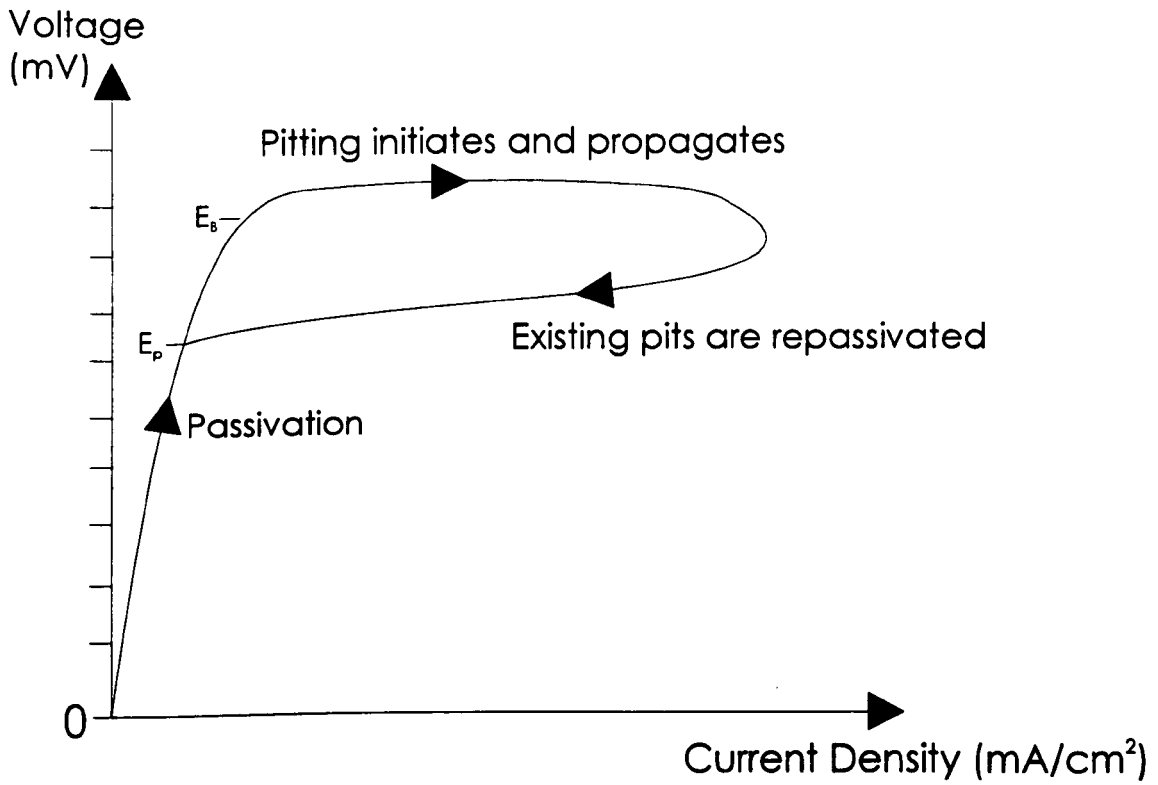 Voltage
(mV)
Pitting initiates and propagates
E_B
E_p
Existing pits are repassivated
Passivation
0
Current Density (mA/cm²)